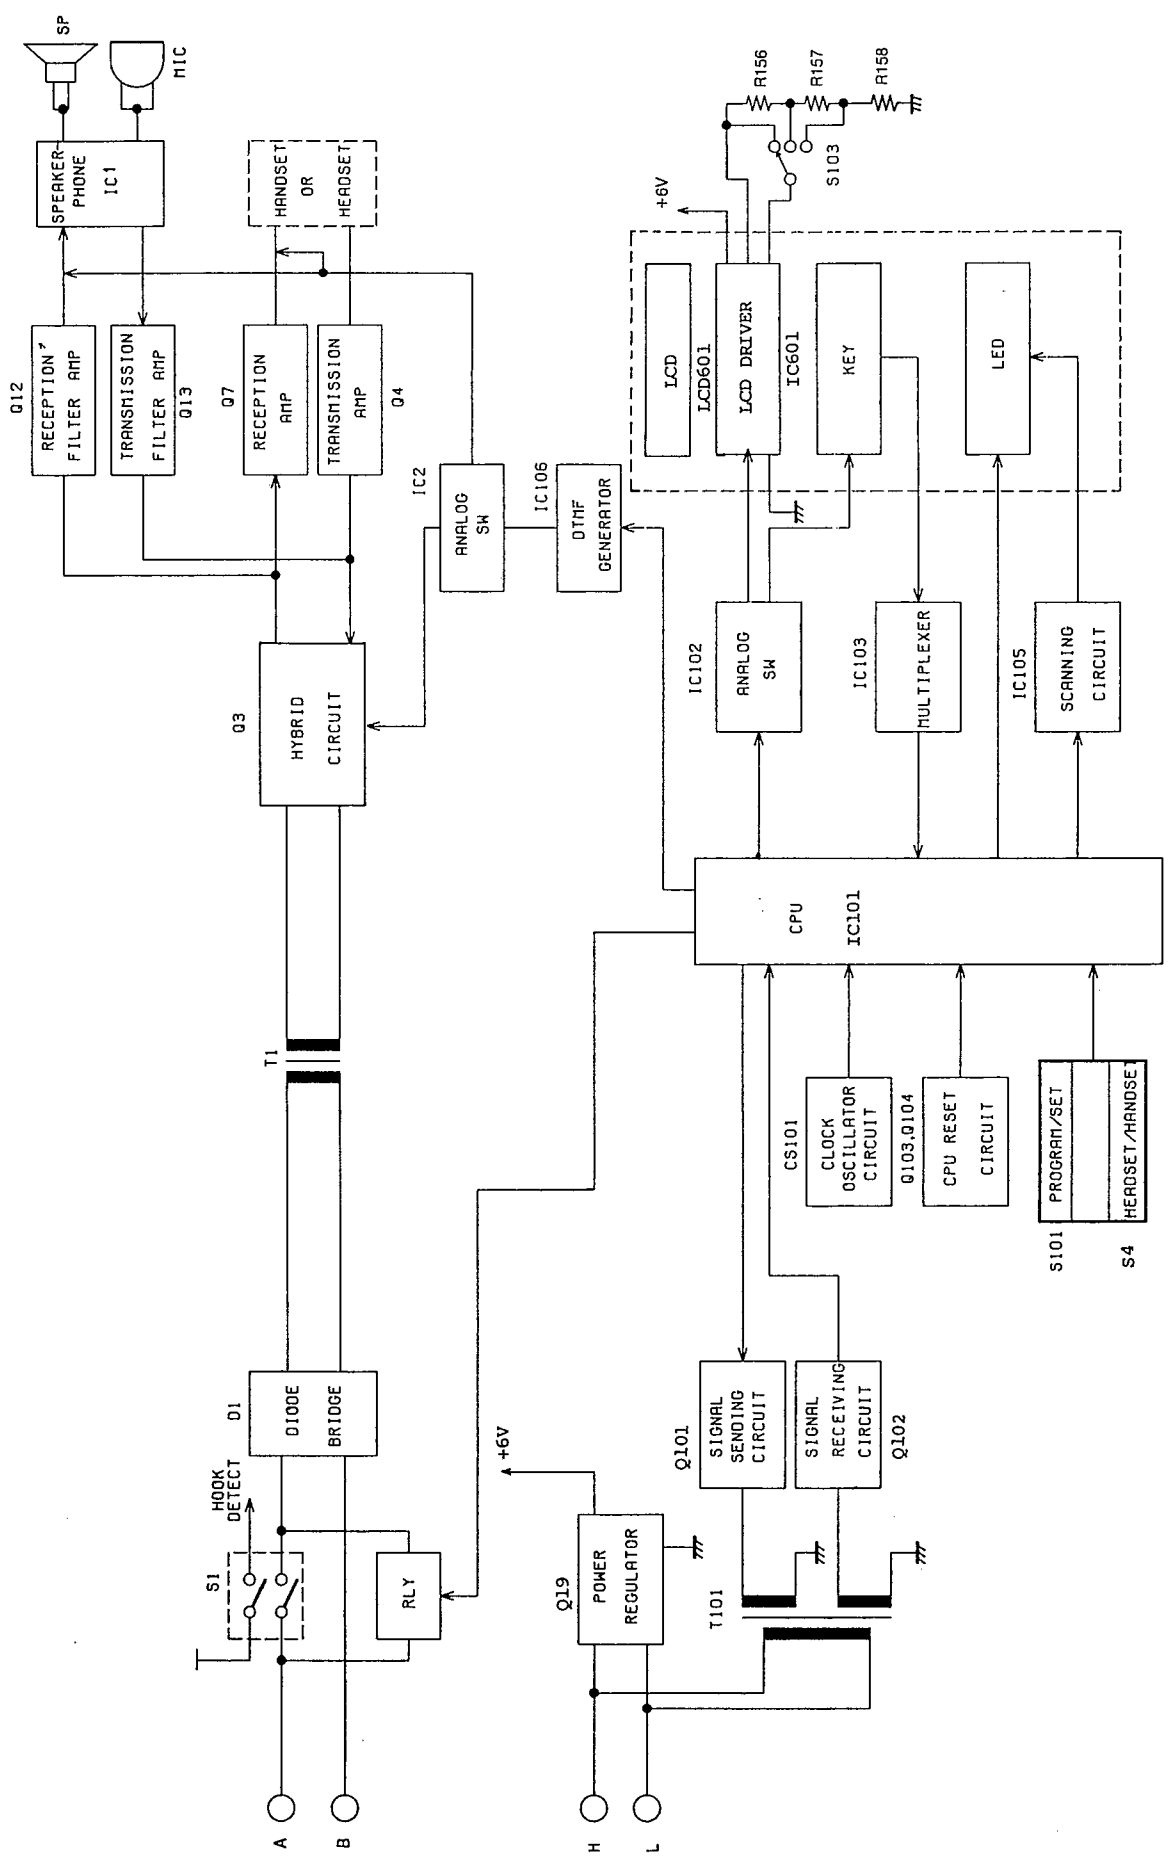 SP
MIC
SPEAKER-
PHONE
IC1
HANDSET
OR
HEADSET
Q12
RECEPTION
FILTER AMP
TRANSMISSION
FILTER AMP
Q13
Q7
RECEPTION
AMP
TRANSMISSION
AMP
Q4
IC2
ANALOG
SW
IC106
DTMF
GENERATOR
Q3
HYBRID
CIRCUIT
T1
D1
DIODE
BRIDGE
HOOK
DETECT
S1
RLY
A
B
R156
R157
R158
S103
+6V
LCD
LCD601
LCD DRIVER
IC601
KEY
LED
IC102
ANALOG
SW
IC103
MULTIPLEXER
IC105
SCANNING
CIRCUIT
CPU
IC101
CS101
CLOCK
OSCILLATOR
CIRCUIT
Q103,Q104
CPU RESET
CIRCUIT
S101
PROGRAM/SET
S4
HEADSET/HANDSET
+6V
Q19
POWER
REGULATOR
Q101
SIGNAL
SENDING
CIRCUIT
SIGNAL
RECEIVING
CIRCUIT
Q102
T101
H
L